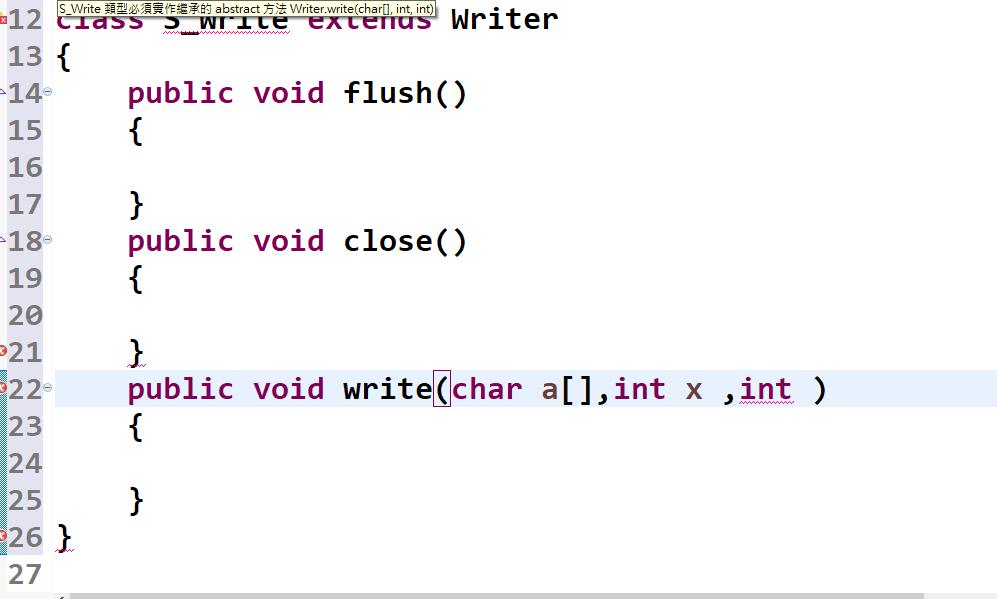 S_Write 類型必須實作繼承的 abstract 方法 Writer.write(char[], int, int)
12 class S_Write extends Writer
13 {
14 public void flush()
15 {
16
17 }
18 public void close()
19 {
20
21 }
22 public void write(char a[],int x ,int )
23 {
24
25 }
26 }
27